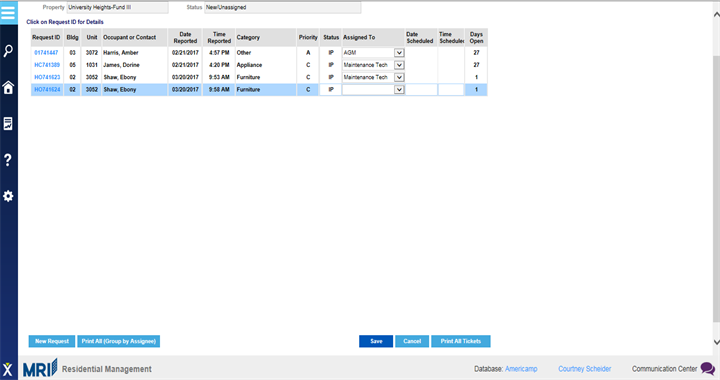 Property University Heights-Fund III Status New/Unassigned
Click on Request ID for Details
Request ID Bldg Unit Occupant or Contact Date Reported Time Reported Category Priority Status Assigned To Date Scheduled Time Scheduled Days Open
01741447 03 3072 Harris, Amber 02/21/2017 4:57 PM Other A IP AGM 27
HC741389 05 1031 James, Dorine 02/21/2017 4:20 PM Appliance C IP Maintenance Tech 27
HO741623 02 3052 Shaw, Ebony 03/20/2017 9:53 AM Furniture C IP Maintenance Tech 1
HO741624 02 3052 Shaw, Ebony 03/20/2017 9:58 AM Furniture C IP 1
New Request Print All (Group by Assignee) Save Cancel Print All Tickets
MRI Residential Management Database: Americamp Courtney Scheider Communication Center